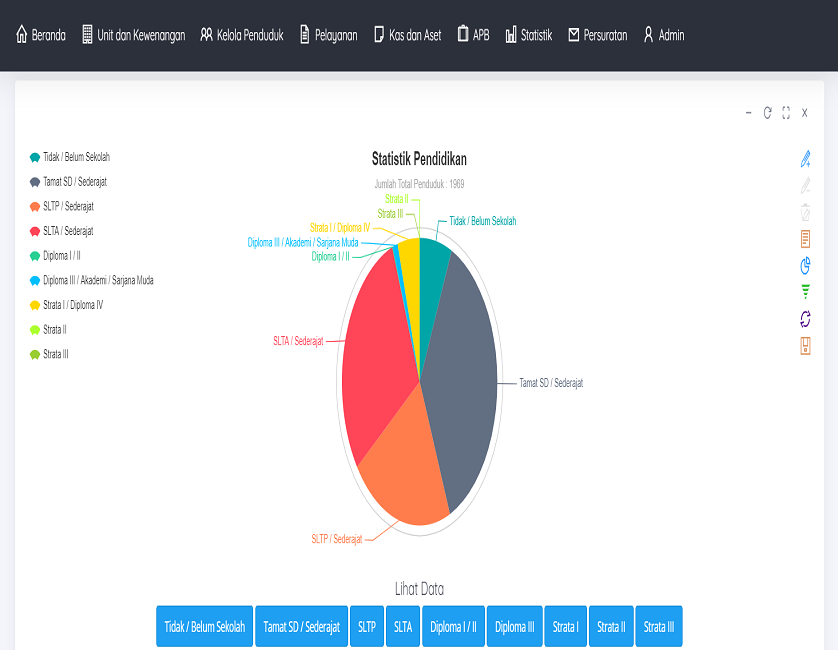 Beranda Unit dan Kewenangan Kelola Penduduk Pelayanan Kas dan Aset APB Statistik Persuratan Admin
Tidak / Belum Sekolah
Tamat SD / Sederajat
SLTP / Sederajat
SLTA / Sederajat
Diploma I / II
Diploma III / Akademi / Sarjana Muda
Strata I / Diploma IV
Strata II
Strata III
Statistik Pendidikan
Jumlah Total Penduduk : 1969
Strata II
Strata III
Tidak / Belum Sekolah
Strata I / Diploma IV
Diploma III / Akademi / Sarjana Muda
Diploma I / II
SLTA / Sederajat
Tamat SD / Sederajat
SLTP / Sederajat
Lihat Data
Tidak / Belum Sekolah Tamat SD / Sederajat SLTP SLTA Diploma I / II Diploma III Strata I Strata II Strata III